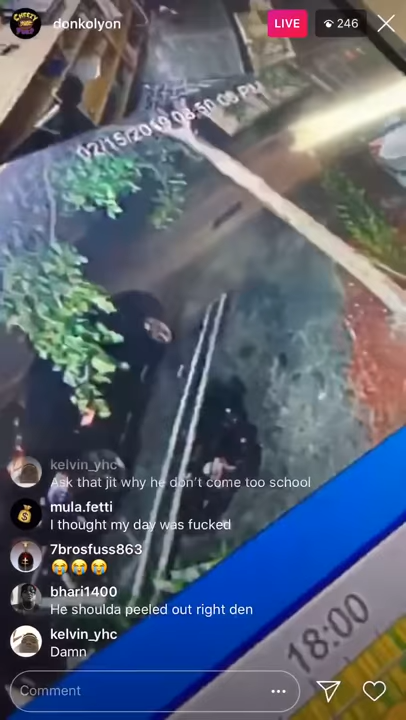 donkolyon
LIVE
246
02/15/2019 03:50:06 PM
kelvin_yhc
Ask that jit why he don't come too school
mula.fetti
I thought my day was fucked
7brosfuss863
😭😭😭
bhari1400
He shoulda peeled out right den
kelvin_yhc
Damn
18:00
Comment